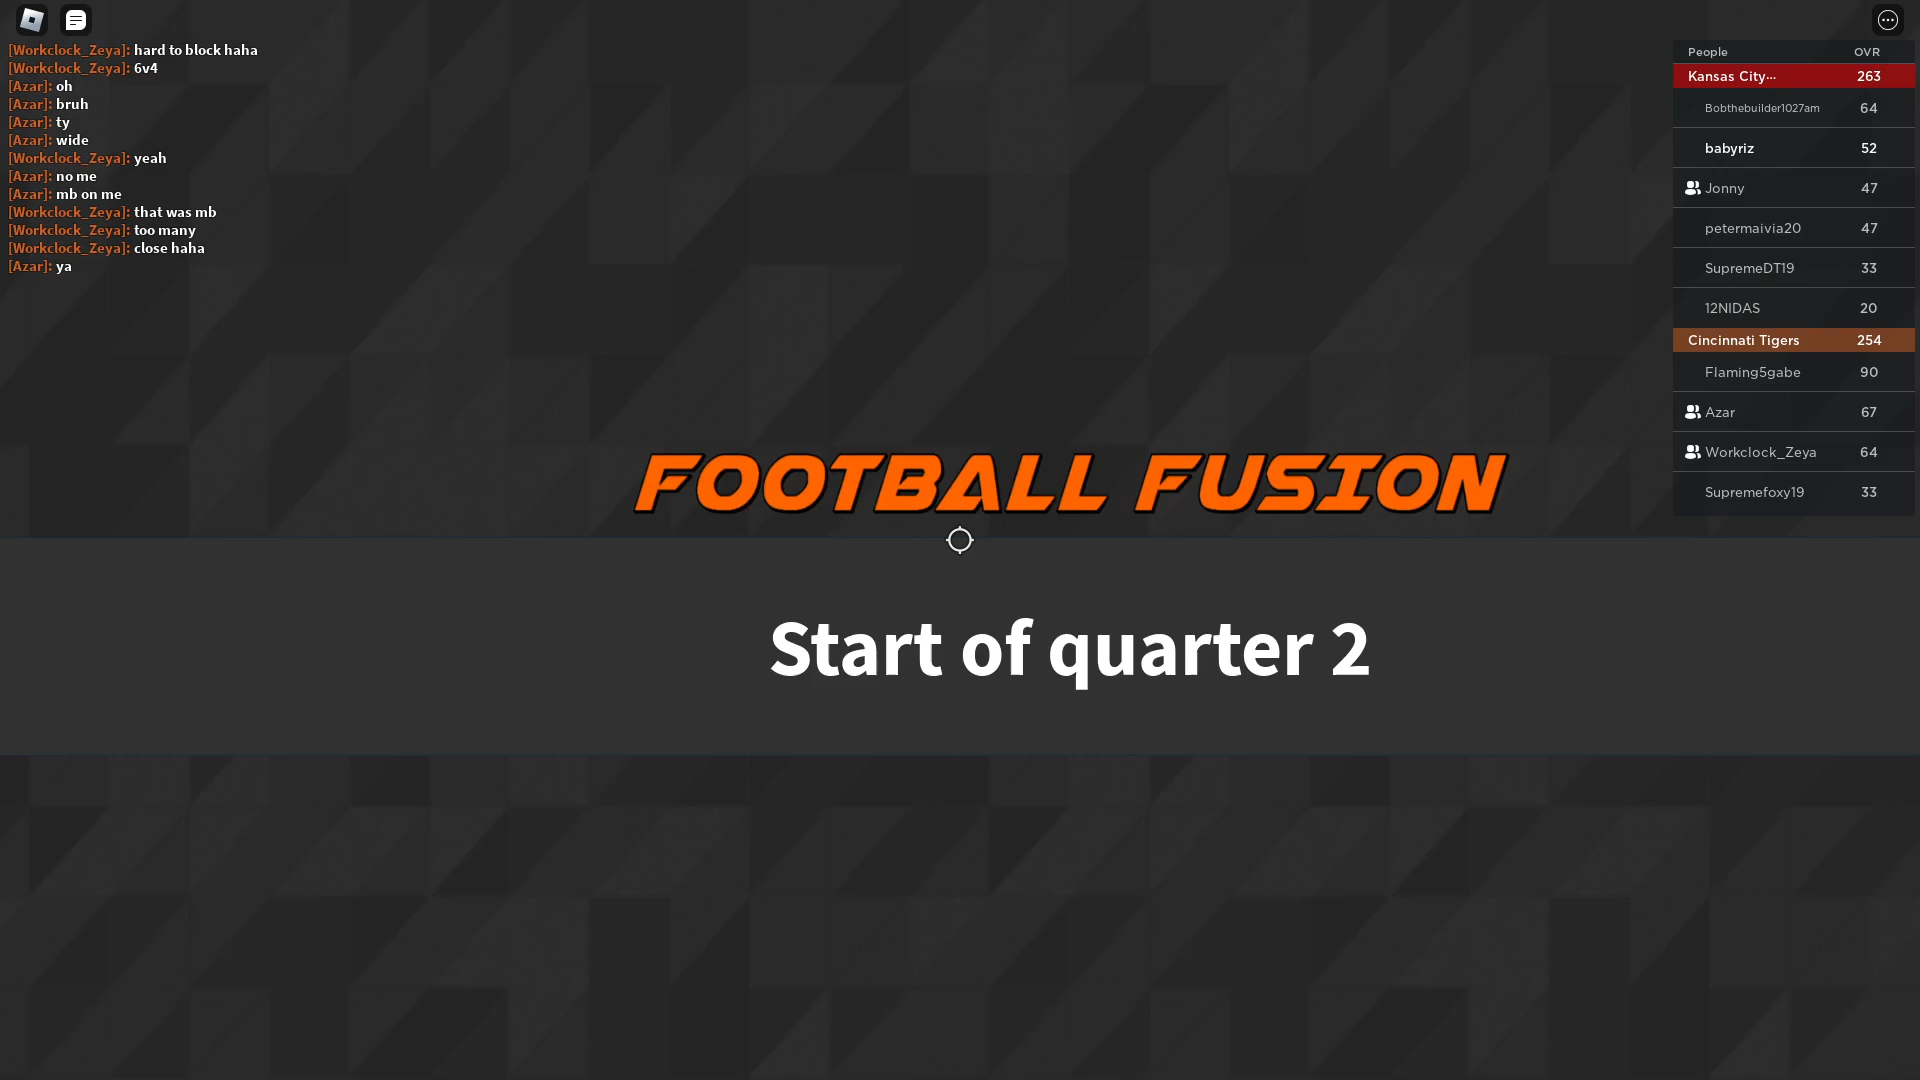 [Workclock_Zeya]: hard to block haha
[Workclock_Zeya]: 6v4
[Azar]: oh
[Azar]: bruh
[Azar]: ty
[Azar]: wide
[Workclock_Zeya]: yeah
[Azar]: no me
[Azar]: mb on me
[Workclock_Zeya]: that was mb
[Workclock_Zeya]: too many
[Workclock_Zeya]: close haha
[Azar]: ya
People OVR
Kansas City... 263
Bobthebuilder1027am 64
babyriz 52
Jonny 47
petermaivia20 47
SupremeDT19 33
12NIDAS 20
Cincinnati Tigers 254
Flaming5gabe 90
Azar 67
Workclock_Zeya 64
Supremefoxy19 33
FOOTBALL FUSION
Start of quarter 2